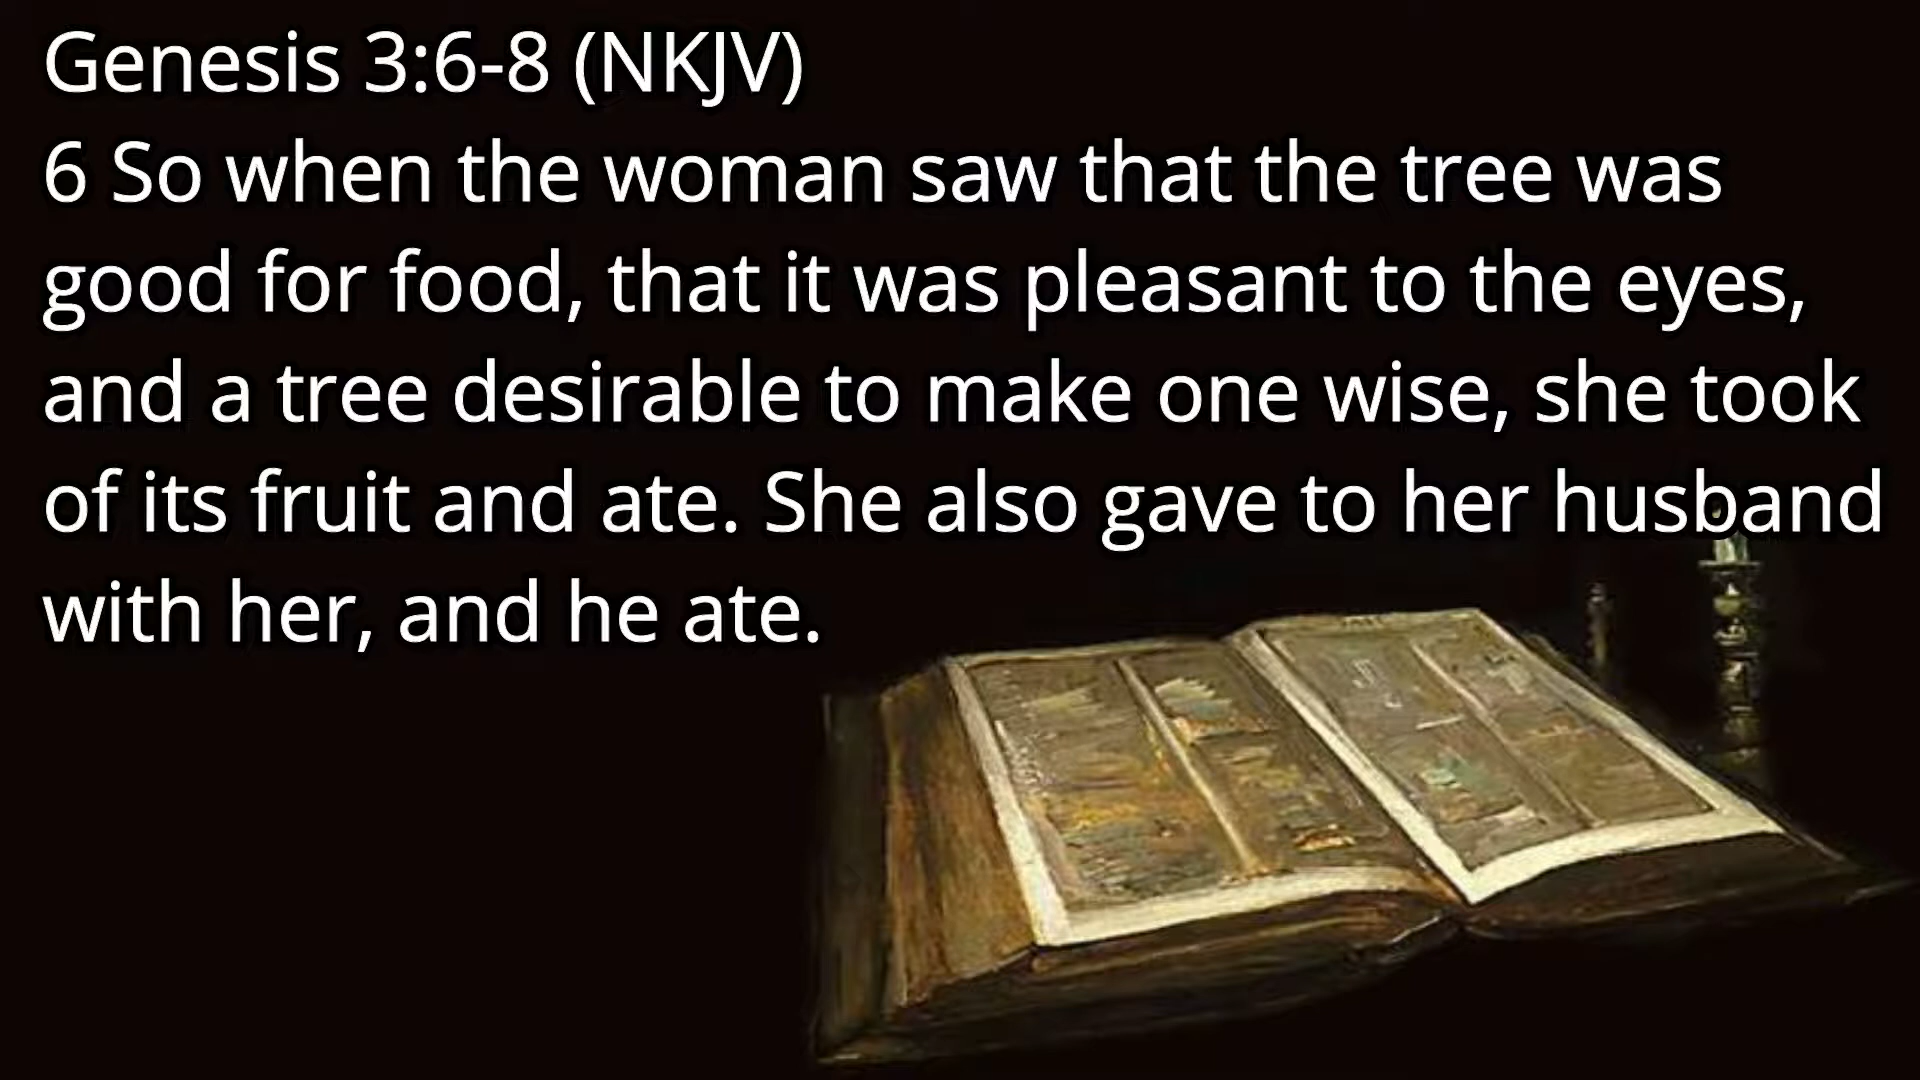 Genesis 3:6-8 (NKJV)
6 So when the woman saw that the tree was
good for food, that it was pleasant to the eyes,
and a tree desirable to make one wise, she took
of its fruit and ate. She also gave to her husband
with her, and he ate.